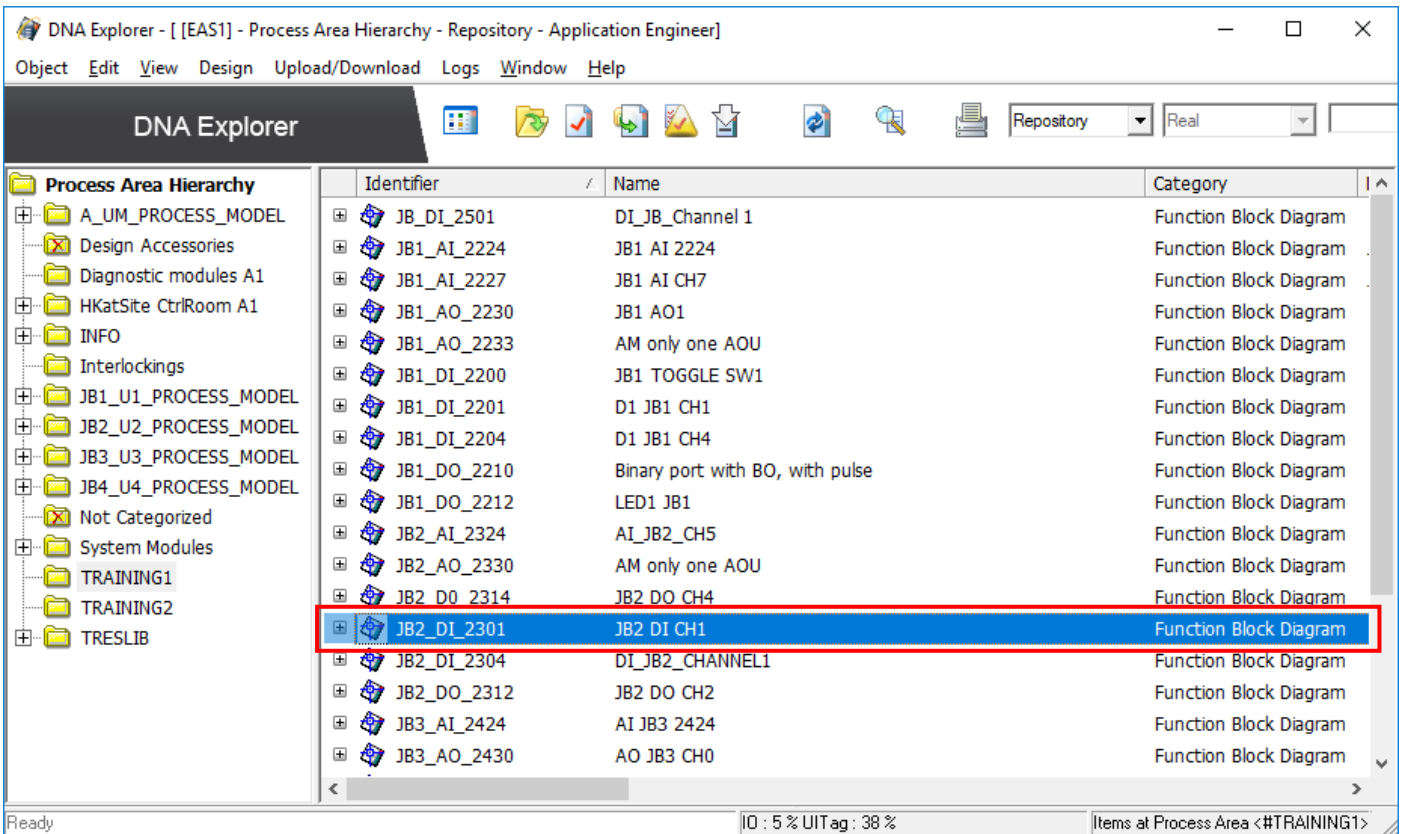 DNA Explorer - [ [EAS1] - Process Area Hierarchy - Repository - Application Engineer]
Object Edit View Design Upload/Download Logs Window Help
DNA Explorer
Repository
Real
Process Area Hierarchy
A_UM_PROCESS_MODEL
Design Accessories
Diagnostic modules A1
HKatSite CtrlRoom A1
INFO
Interlockings
JB1_U1_PROCESS_MODEL
JB2_U2_PROCESS_MODEL
JB3_U3_PROCESS_MODEL
JB4_U4_PROCESS_MODEL
Not Categorized
System Modules
TRAINING1
TRAINING2
TRESLIB
Identifier Name Category
JB_DI_2501 DI_JB_Channel 1 Function Block Diagram
JB1_AI_2224 JB1 AI 2224 Function Block Diagram
JB1_AI_2227 JB1 AI CH7 Function Block Diagram
JB1_AO_2230 JB1 AO1 Function Block Diagram
JB1_AO_2233 AM only one AOU Function Block Diagram
JB1_DI_2200 JB1 TOGGLE SW1 Function Block Diagram
JB1_DI_2201 D1 JB1 CH1 Function Block Diagram
JB1_DI_2204 D1 JB1 CH4 Function Block Diagram
JB1_DO_2210 Binary port with BO, with pulse Function Block Diagram
JB1_DO_2212 LED1 JB1 Function Block Diagram
JB2_AI_2324 AI_JB2_CH5 Function Block Diagram
JB2_AO_2330 AM only one AOU Function Block Diagram
JB2_D0_2314 JB2 DO CH4 Function Block Diagram
JB2_DI_2301 JB2 DI CH1 Function Block Diagram
JB2_DI_2304 DI_JB2_CHANNEL1 Function Block Diagram
JB2_DO_2312 JB2 DO CH2 Function Block Diagram
JB3_AI_2424 AI JB3 2424 Function Block Diagram
JB3_AO_2430 AO JB3 CH0 Function Block Diagram
Ready
IO : 5 % UITag : 38 %
Items at Process Area <#TRAINING1>